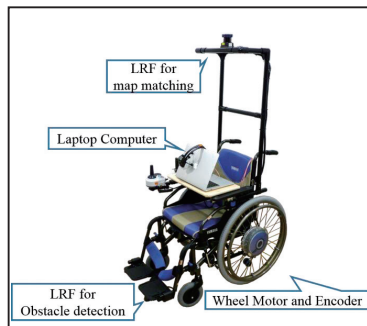 LRF for
map matching
Laptop Computer
LRF for
Obstacle detection
Wheel Motor and Encoder